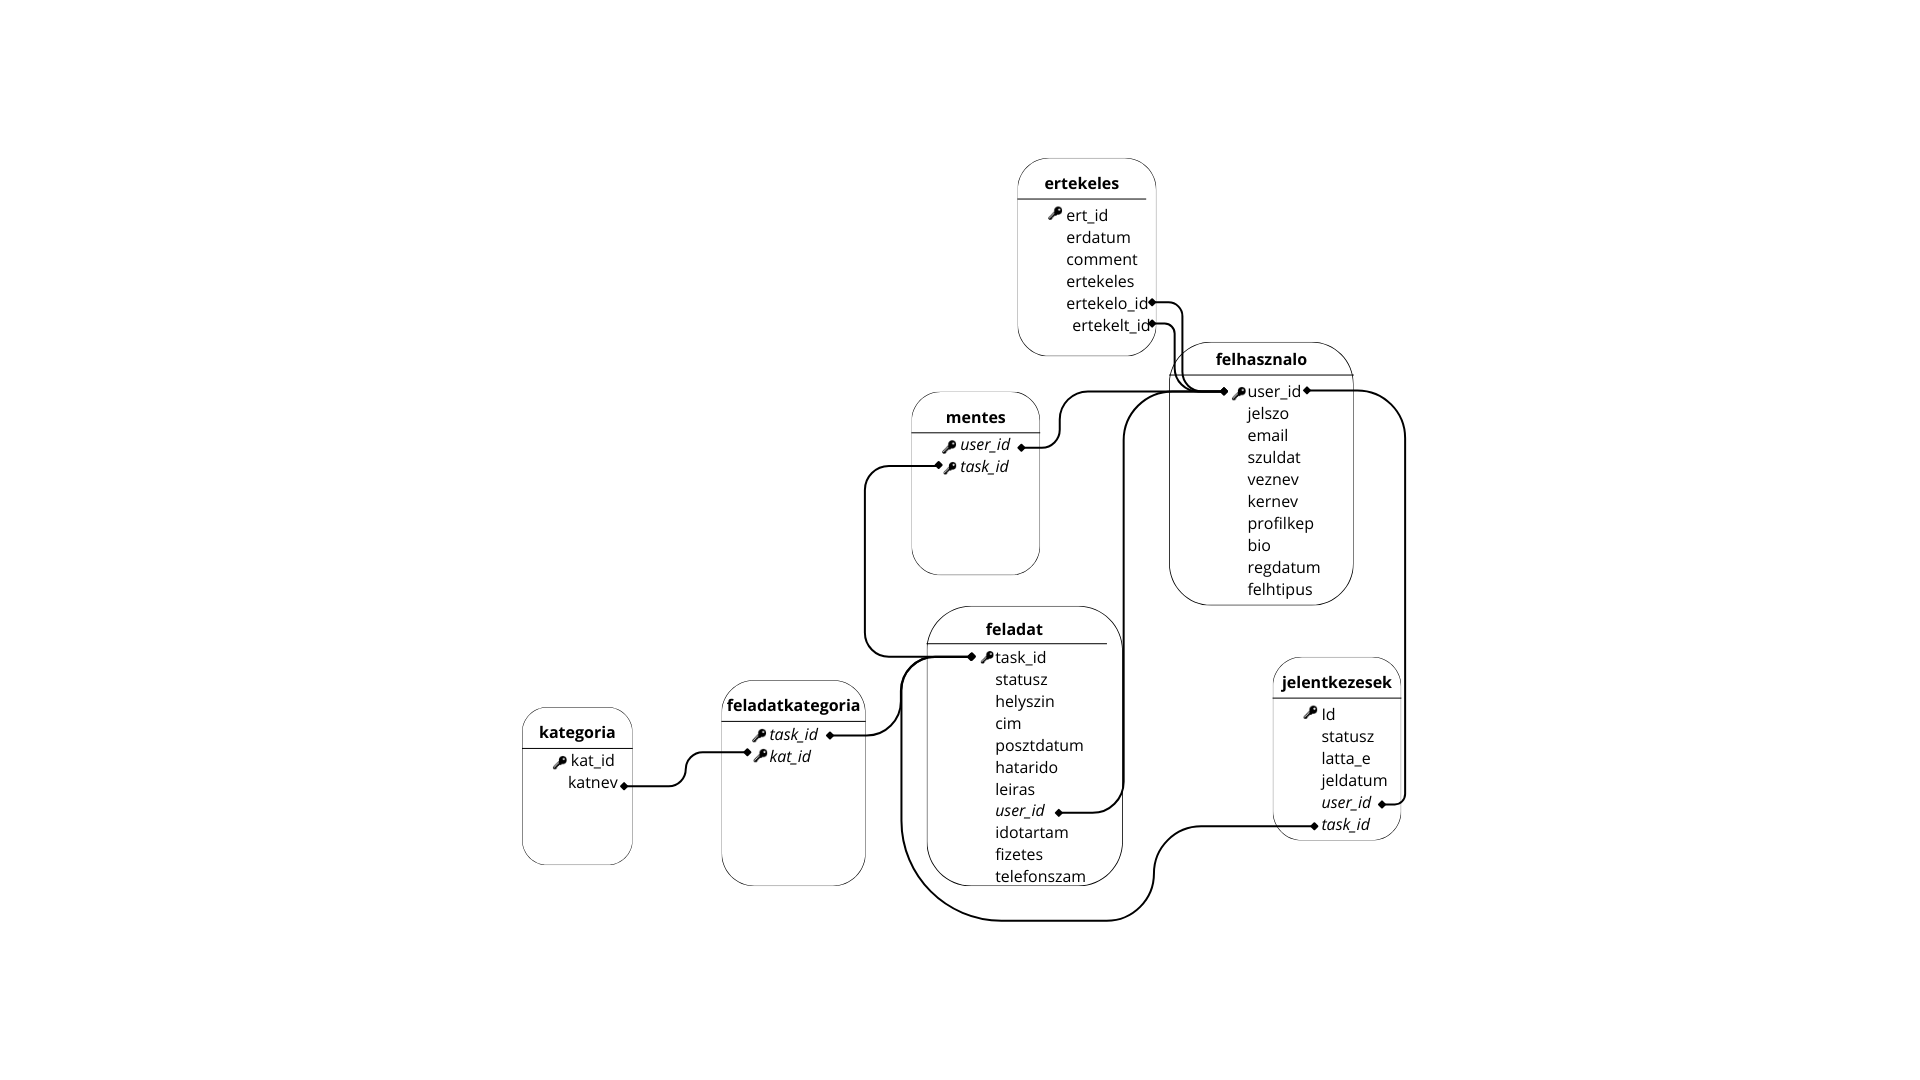 ertekeles
ert_id
erdatum
comment
ertekeles
ertekelo_id
ertekelt_id
felhasznalo
user_id
jelszo
email
szuldat
veznev
kernev
profilkep
bio
regdatum
felhtipus
mentes
user_id
task_id
feladat
task_id
statusz
helyszin
cim
posztdatum
hatarido
leiras
user_id
idotartam
fizetes
telefonszam
jelentkezesek
Id
statusz
latta_e
jeldatum
user_id
task_id
feladatkategoria
task_id
kat_id
kategoria
kat_id
katnev